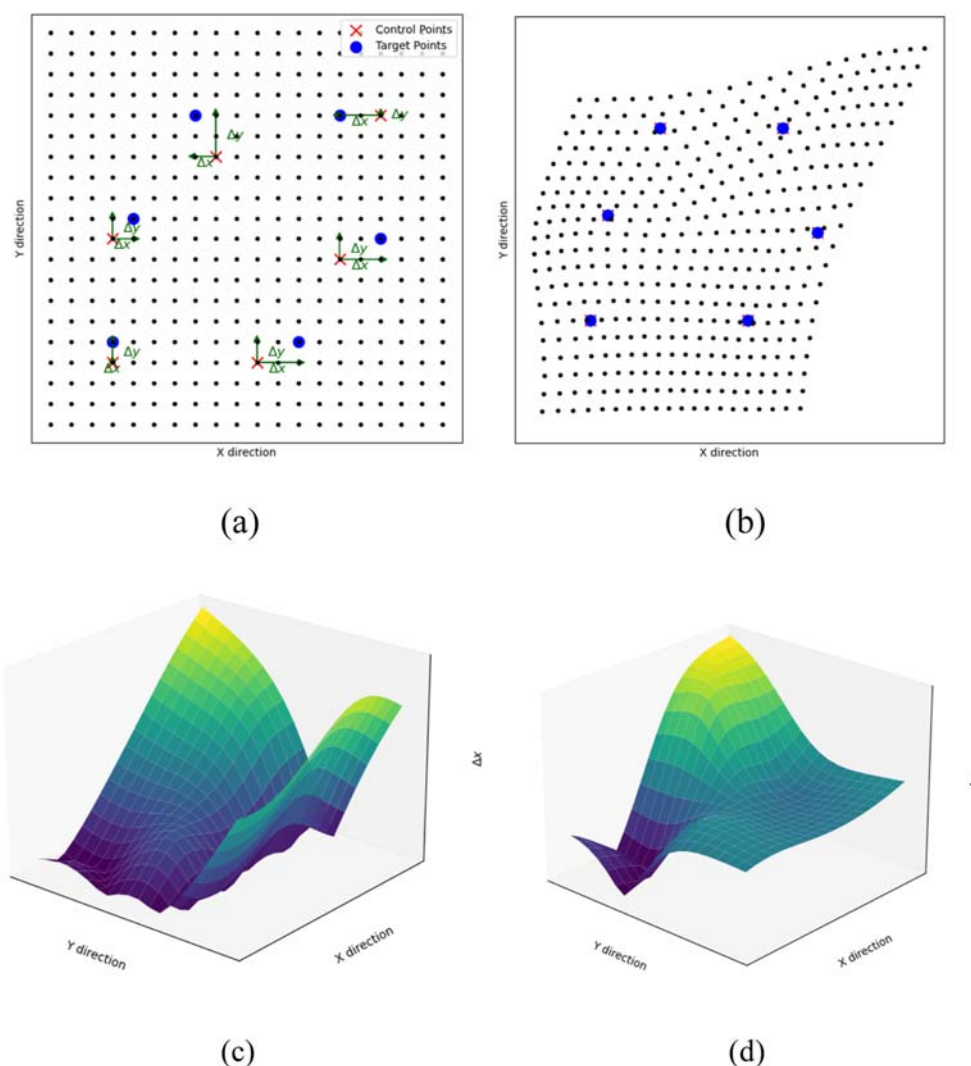 Control Points
Target Points
Δy
Δx
Δy
Δx
Δy
Δx
Δy
Δx
Δy
Δx
Δy
Δx
Y direction
X direction
Y direction
X direction
(a)
(b)
Δx
Y direction
X direction
Y direction
X direction
(c)
(d)